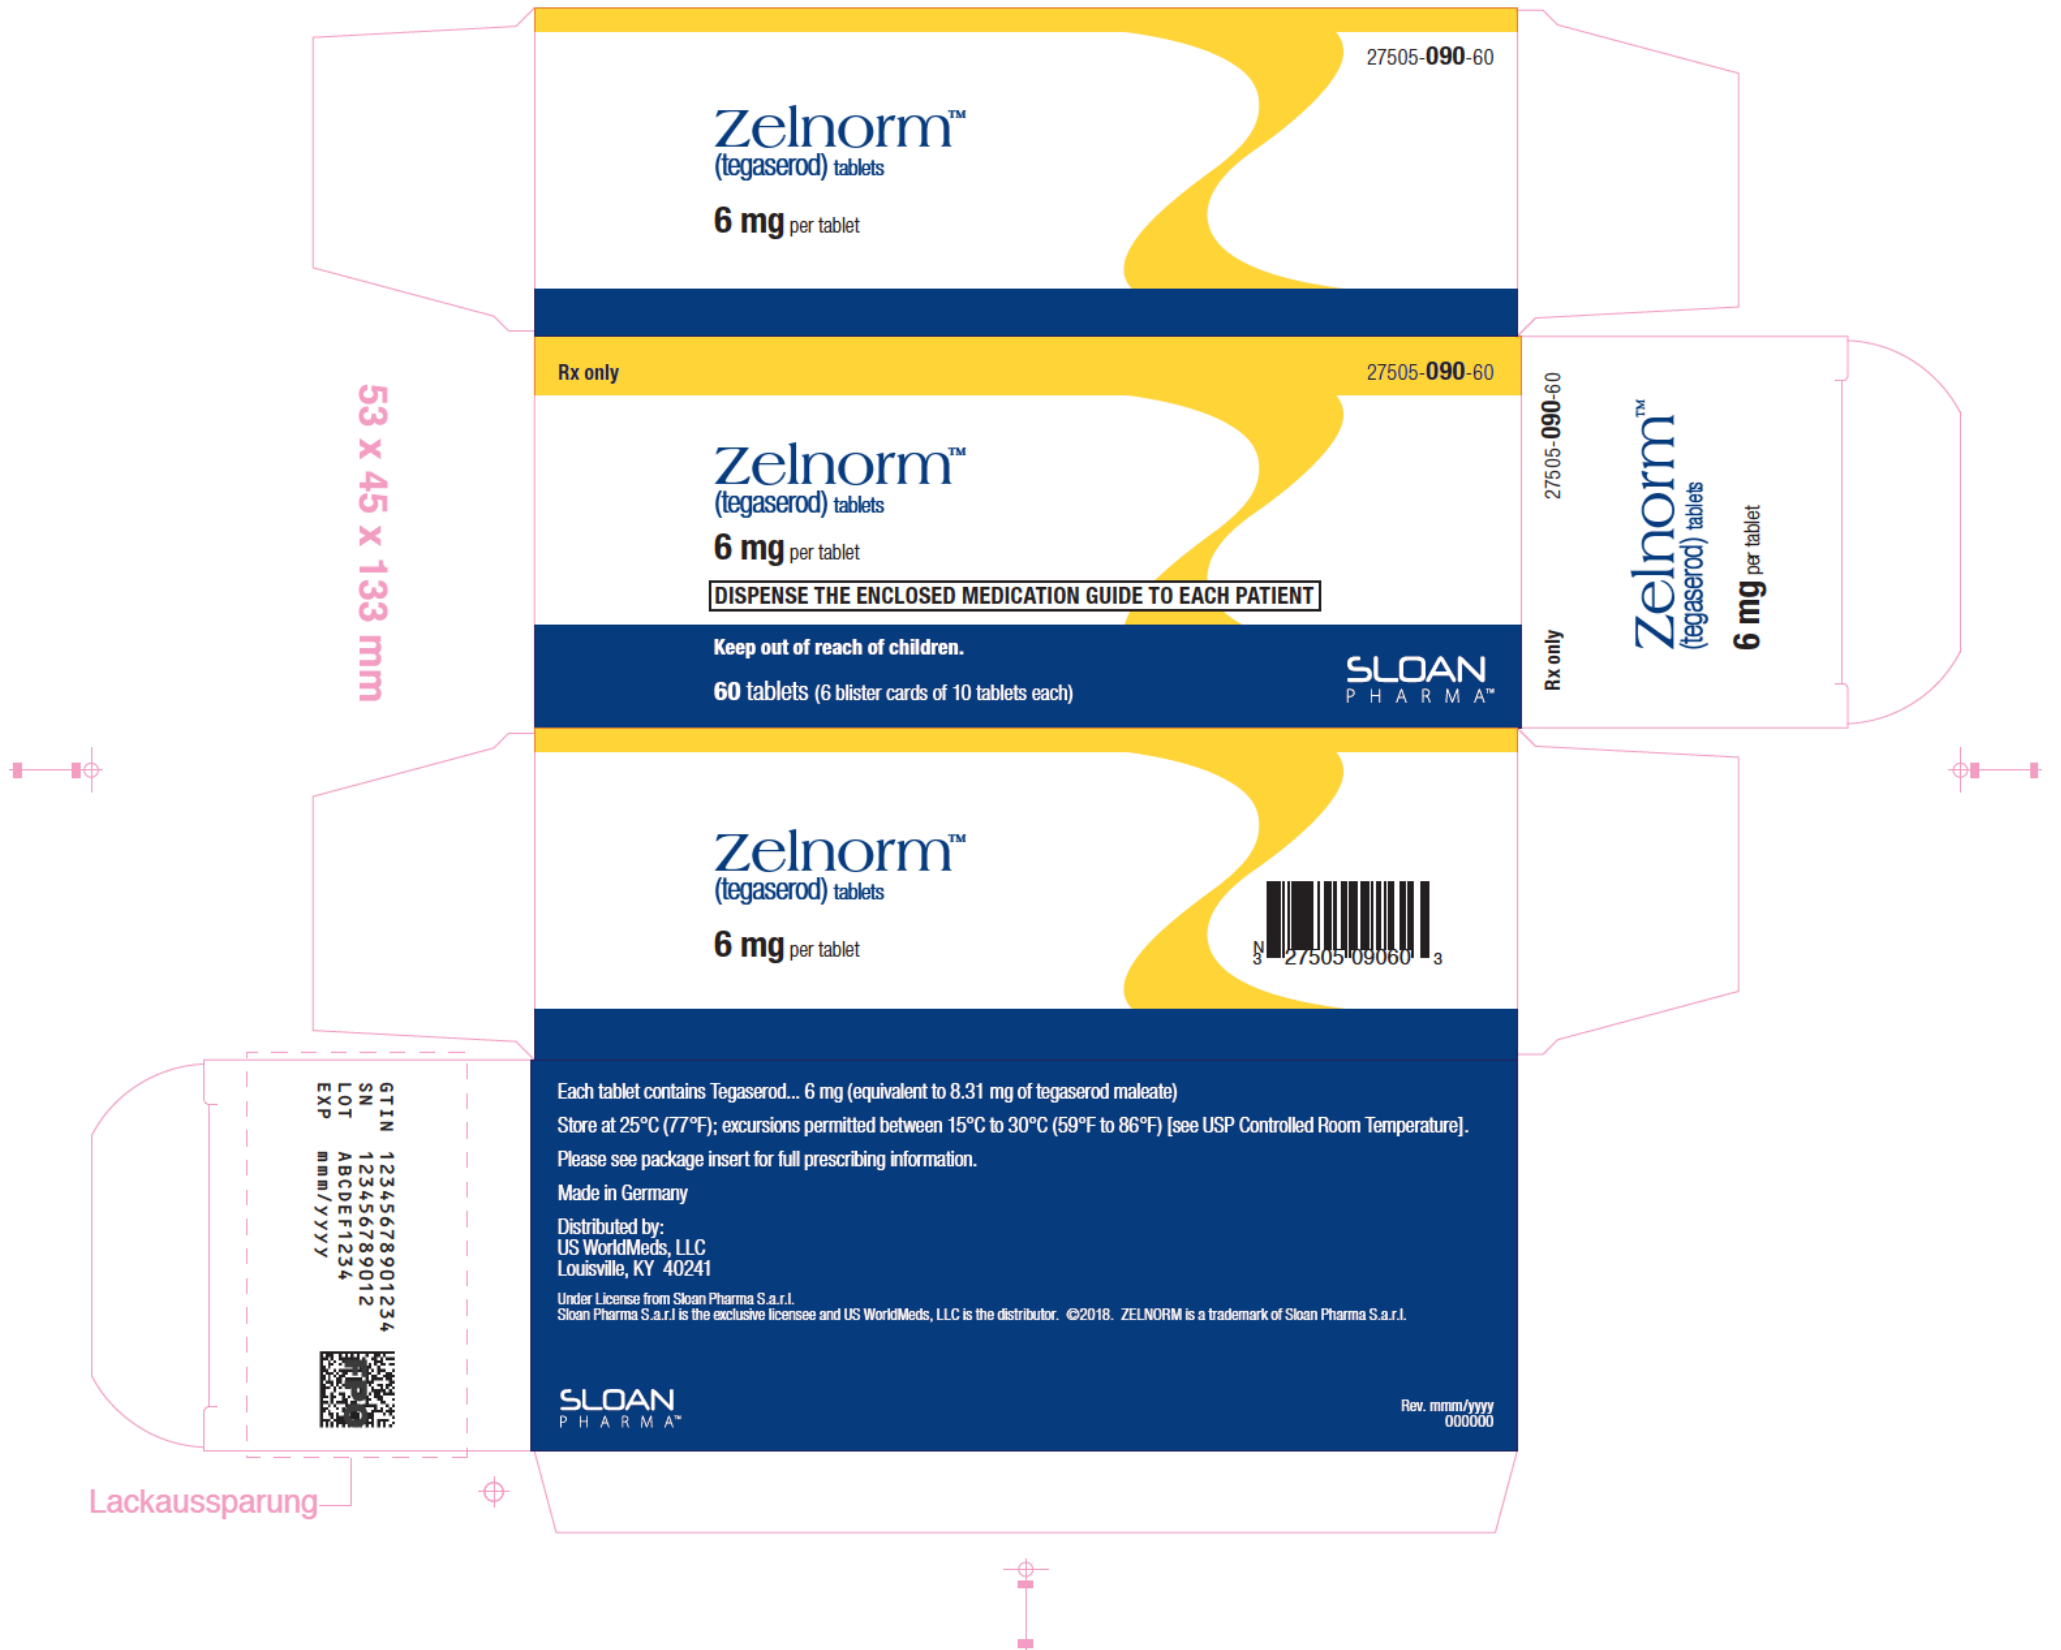 27505-090-60
Zelnorm™
(tegaserod) tablets
6 mg per tablet
Rx only
27505-090-60
Zelnorm™
(tegaserod) tablets
6 mg per tablet
DISPENSE THE ENCLOSED MEDICATION GUIDE TO EACH PATIENT
Keep out of reach of children.
60 tablets (6 blister cards of 10 tablets each)
SLOAN
PHARMA™
Rx only
27505-090-60
Zelnorm™
(tegaserod) tablets
6 mg per tablet
53 x 45 x 133 mm
Zelnorm™
(tegaserod) tablets
6 mg per tablet
N
3 27505 09060 3
Each tablet contains Tegaserod... 6 mg (equivalent to 8.31 mg of tegaserod maleate)
Store at 25°C (77°F); excursions permitted between 15°C to 30°C (59°F to 86°F) [see USP Controlled Room Temperature].
Please see package insert for full prescribing information.
Made in Germany
Distributed by:
US WorldMeds, LLC
Louisville, KY 40241
Under License from Sloan Pharma S.a.r.l.
Sloan Pharma S.a.r.l is the exclusive licensee and US WorldMeds, LLC is the distributor. ©2018. ZELNORM is a trademark of Sloan Pharma S.a.r.l.
SLOAN
PHARMA™
Rev. mmm/yyyy
000000
GTIN 12345678901234
SN 123456789012
LOT ABCDEF1234
EXP mmm/yyyy
Lackaussparung